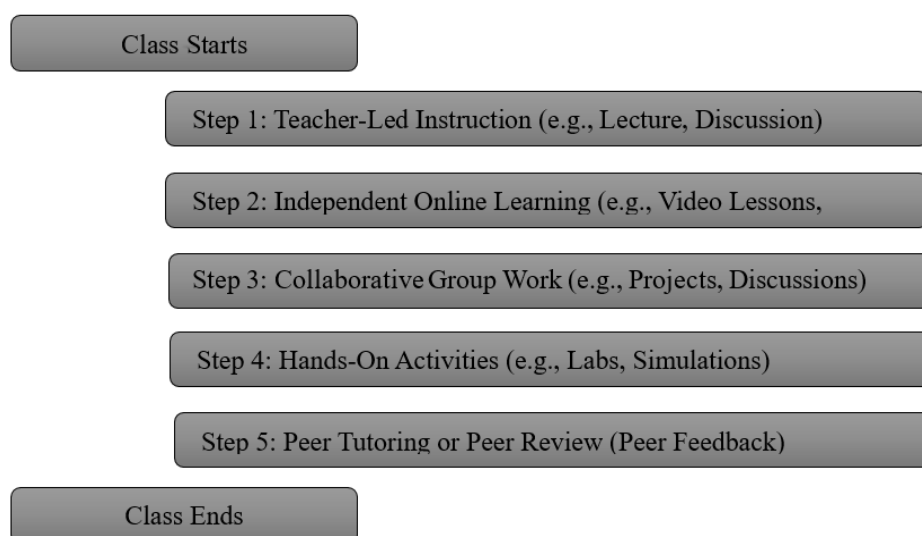 Class Starts
Step 1: Teacher-Led Instruction (e.g., Lecture, Discussion)
Step 2: Independent Online Learning (e.g., Video Lessons,
Step 3: Collaborative Group Work (e.g., Projects, Discussions)
Step 4: Hands-On Activities (e.g., Labs, Simulations)
Step 5: Peer Tutoring or Peer Review (Peer Feedback)
Class Ends